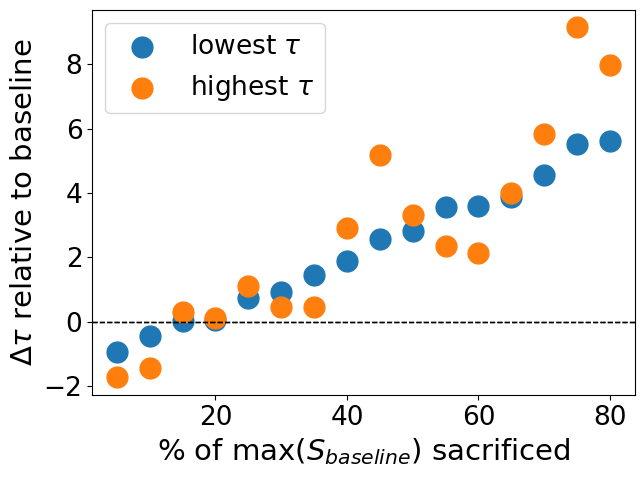 lowest τ
highest τ
Δτ relative to baseline
8
6
4
2
0
−2
20 40 60 80
% of max(S_baseline) sacrificed